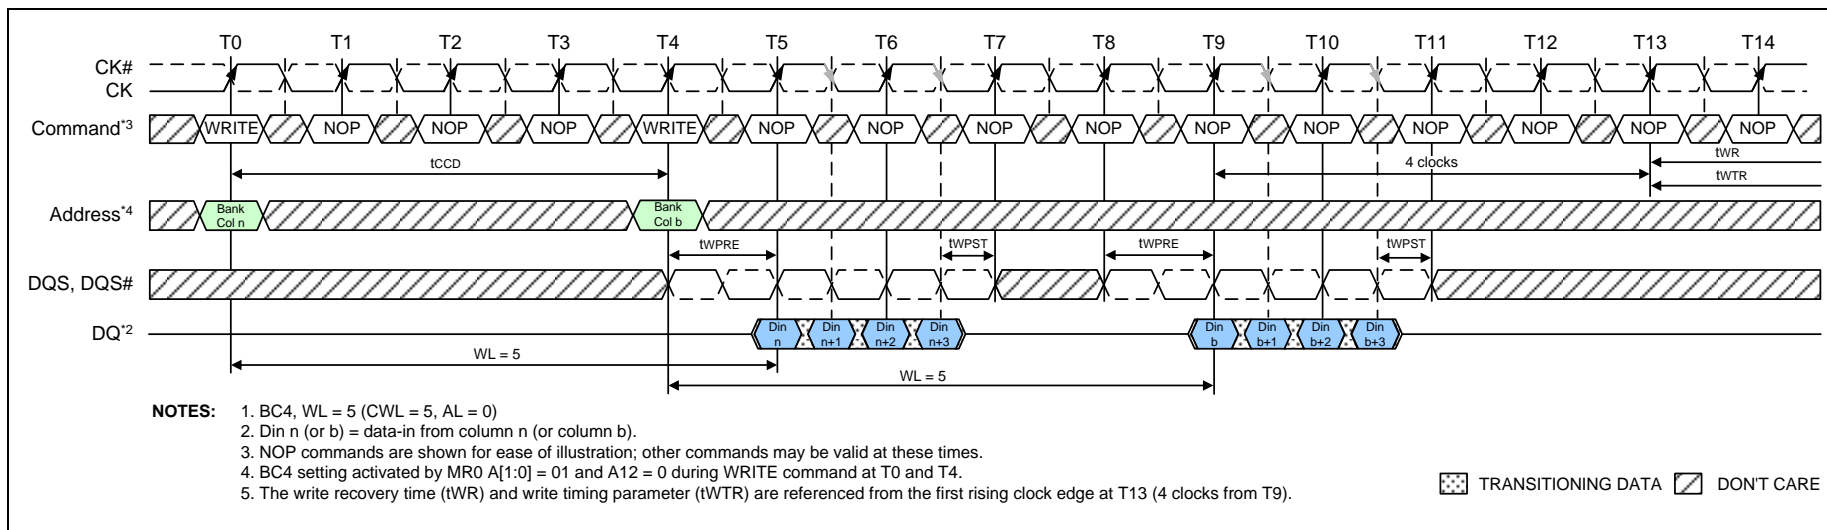 T0 T1 T2 T3 T4 T5 T6 T7 T8 T9 T10 T11 T12 T13 T14
CK#
CK
Command*3 WRITE NOP NOP NOP WRITE NOP NOP NOP NOP NOP NOP NOP NOP NOP NOP
tCCD 4 clocks tWR
tWTR
Address*4 Bank Col n Bank Col b
tWPRE tWPST tWPRE tWPST
DQS, DQS#
DQ*2 Din n Din n+1 Din n+2 Din n+3 Din b Din b+1 Din b+2 Din b+3
WL = 5
WL = 5
NOTES: 1. BC4, WL = 5 (CWL = 5, AL = 0)
2. Din n (or b) = data-in from column n (or column b).
3. NOP commands are shown for ease of illustration; other commands may be valid at these times.
4. BC4 setting activated by MR0 A[1:0] = 01 and A12 = 0 during WRITE command at T0 and T4.
5. The write recovery time (tWR) and write timing parameter (tWTR) are referenced from the first rising clock edge at T13 (4 clocks from T9).
TRANSITIONING DATA DON'T CARE